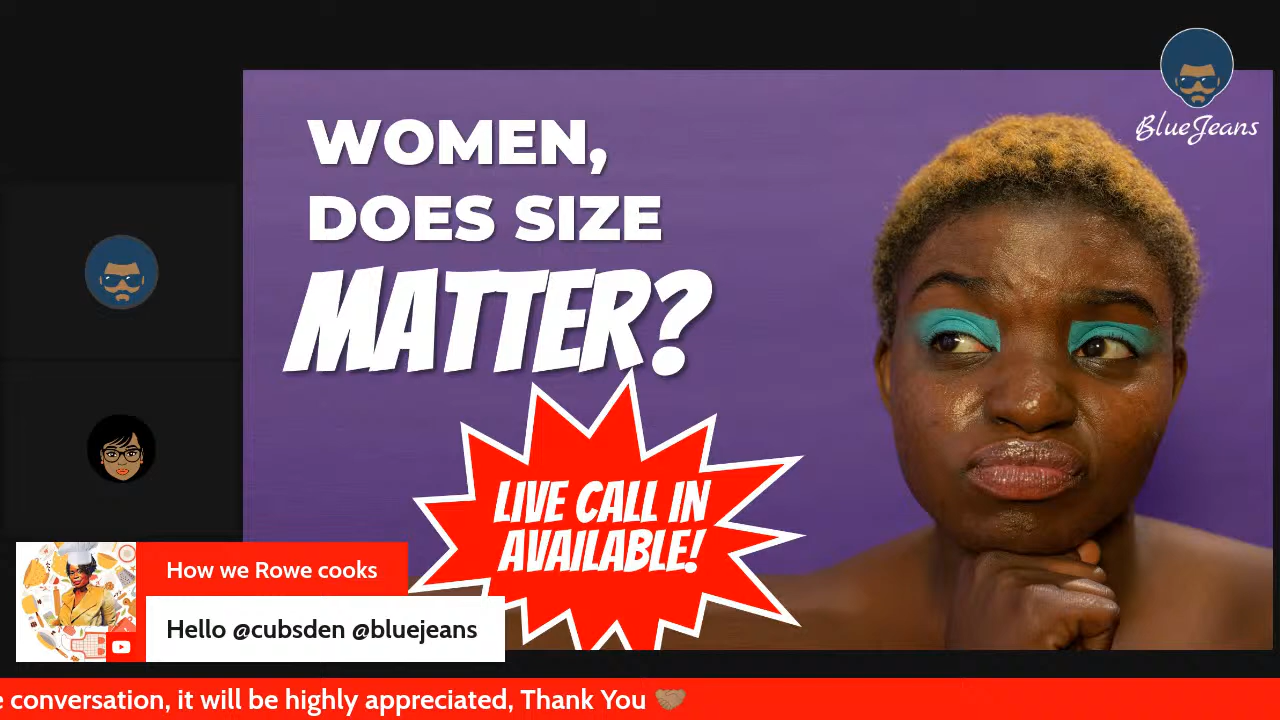 BlueJeans
WOMEN,
DOES SIZE
MATTER?
LIVE CALL IN
AVAILABLE!
How we Rowe cooks
Hello @cubsden @bluejeans
conversation, it will be highly appreciated, Thank You 🤝🏽